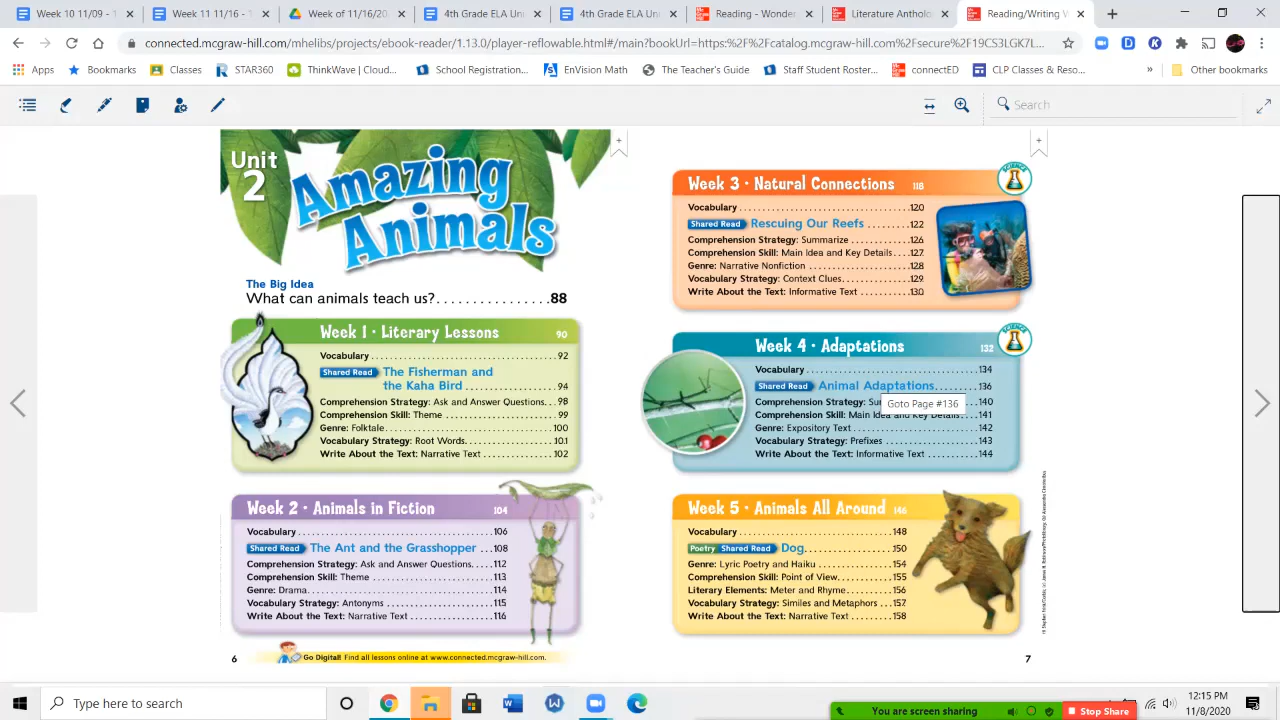 Week 10 11/09 -
Week 11 11/16 - 1
Week of 11/16/20
4th Grade ELA Uni
4th Grade ELA Uni
Reading - Wonder
Literature Antholo
Reading/Writing W
connected.mcgraw-hill.com/mhelibs/projects/ebook-reader/1.13.0/player-rowable.html#/main?bookUrl=https:%2F%2Fcatalog.mcgraw-hill.com%2Fsecure%2F19CS3LGK7L...
Apps
Bookmarks
Classes
STAR360
ThinkWave | Cloud...
School Registration...
EnVision Math
The Teacher's Guide
Staff Student Roster...
connectED
CLP Classes & Reso...
»
Other bookmarks
Search
Unit
2
Amazing
Animals
The Big Idea
What can animals teach us?................88
Week 1 · Literary Lessons 90
Vocabulary ........................................92
Shared Read The Fisherman and
the Kaha Bird ...................94
Comprehension Strategy: Ask and Answer Questions...98
Comprehension Skill: Theme ......................99
Genre: Folktale ....................................100
Vocabulary Strategy: Root Words....................101
Write About the Text: Narrative Text ...............102
Week 2 · Animals in Fiction 104
Vocabulary ........................................106
Shared Read The Ant and the Grasshopper ...108
Comprehension Strategy: Ask and Answer Questions....112
Comprehension Skill: Theme ......................113
Genre: Drama.....................................114
Vocabulary Strategy: Antonyms ...................115
Write About the Text: Narrative Text ................116
6
Go Digital! Find all lessons online at www.connected.mcgraw-hill.com.
Week 3 · Natural Connections 118
SCIENCE
Vocabulary ........................................120
Shared Read Rescuing Our Reefs .........122
Comprehension Strategy: Summarize ............126
Comprehension Skill: Main Idea and Key Details....127
Genre: Narrative Nonfiction ....................128
Vocabulary Strategy: Context Clues...............129
Write About the Text: Informative Text ..........130
Week 4 · Adaptations 132
SCIENCE
Vocabulary ........................................134
Shared Read Animal Adaptations.........136
Comprehension Strategy: Su ...140
Goto Page #136
Comprehension Skill: Main Idea and Key Details....141
Genre: Expository Text .........................142
Vocabulary Strategy: Prefixes ...................143
Write About the Text: Informative Text ..........144
Week 5 · Animals All Around 146
Vocabulary ........................................148
Poetry Shared Read Dog.....................150
Genre: Lyric Poetry and Haiku ..................154
Comprehension Skill: Point of View..............155
Literary Elements: Meter and Rhyme.............156
Vocabulary Strategy: Similes and Metaphors ...157
Write About the Text: Narrative Text .........158
7
Type here to search
You are screen sharing
Stop Share
12:15 PM
11/8/2020